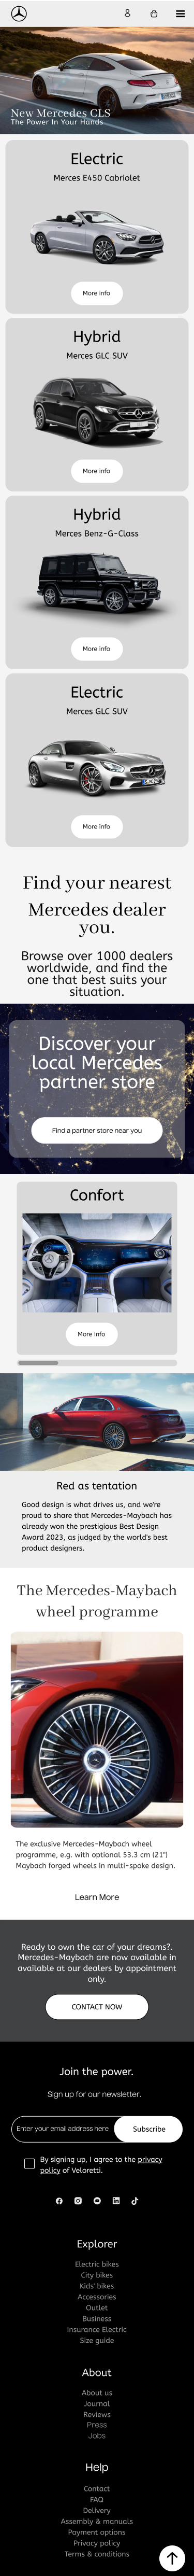 New Mercedes CLS
The Power In Your Hands
Electric
Merces E450 Cabriolet
More info
Hybrid
Merces GLC SUV
More info
Hybrid
Merces Benz-G-Class
More info
Electric
Merces GLC SUV
More info
Find your nearest
Mercedes dealer
you.
Browse over 1000 dealers
worldwide, and find the
one that best suits your
situation.
Discover your
local Mercedes
partner store
Find a partner store near you
Confort
More Info
Red as tentation
Good design is what drives us, and we're
proud to share that Mercedes-Maybach has
already won the prestigious Best Design
Award 2023, as judged by the world's best
product designers.
The Mercedes-Maybach
wheel programme
The exclusive Mercedes-Maybach wheel
programme, e.g. with optional 53.3 cm (21")
Maybach forged wheels in multi-spoke design.
Learn More
Ready to own the car of your dreams?.
Mercedes-Maybach are now available in
available at our dealers by appointment
only.
CONTACT NOW
Join the power.
Sign up for our newsletter.
Enter your email address here
Subscribe
By signing up, I agree to the privacy
policy of Veloretti.
Explorer
Electric bikes
City bikes
Kids' bikes
Accessories
Outlet
Business
Insurance Electric
Size guide
About
About us
Journal
Reviews
Press
Jobs
Help
Contact
FAQ
Delivery
Assembly & manuals
Payment options
Privacy policy
Terms & conditions